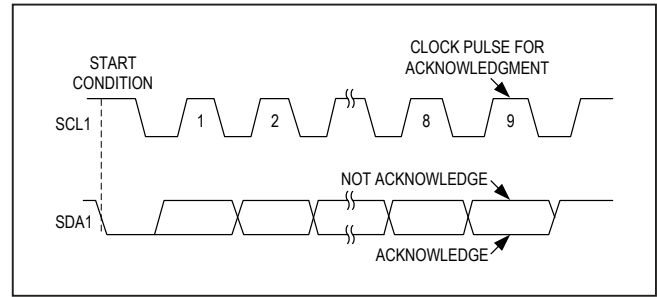 START
CONDITION
CLOCK PULSE FOR
ACKNOWLEDGMENT
SCL1
1
2
8
9
NOT ACKNOWLEDGE
SDA1
ACKNOWLEDGE